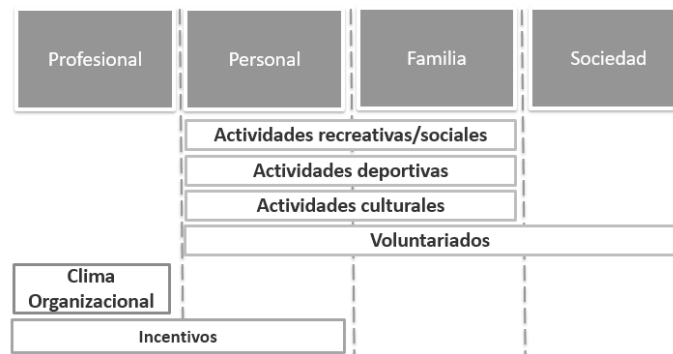 Profesional
Personal
Familia
Sociedad
Actividades recreativas/sociales
Actividades deportivas
Actividades culturales
Voluntariados
Clima
Organizacional
Incentivos